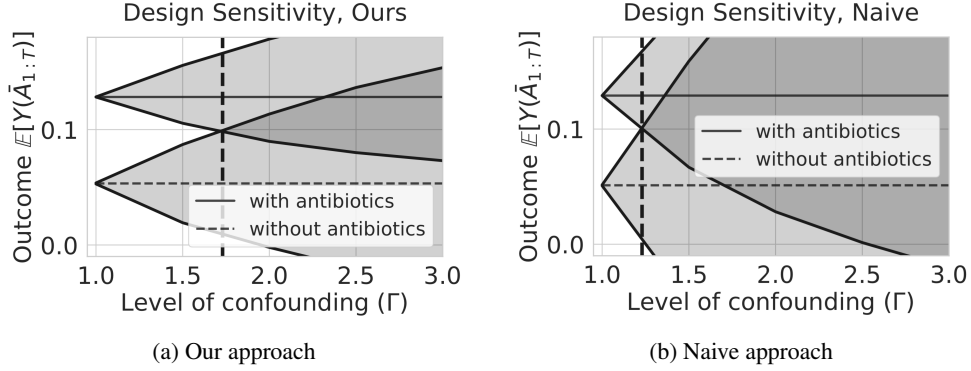 Design Sensitivity, Ours
Outcome 𝔼[Y(Ā₁:T)]
0.1
0.0
with antibiotics
without antibiotics
1.0 1.5 2.0 2.5 3.0
Level of confounding (Γ)
(a) Our approach
Design Sensitivity, Naive
Outcome 𝔼[Y(Ā₁:T)]
0.1
0.0
with antibiotics
without antibiotics
1.0 1.5 2.0 2.5 3.0
Level of confounding (Γ)
(b) Naive approach